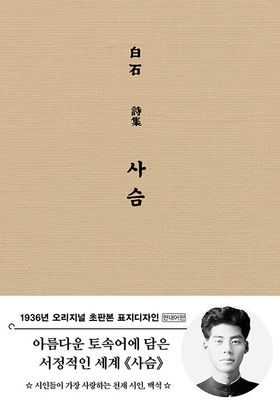 白石
詩集
사슴
1936년 오리지널 초판본 표지디자인 현대어판
아름다운 토속어에 담은
서정적인 세계 《사슴》
☆ 시인들이 가장 사랑하는 천재 시인, 백석 ☆